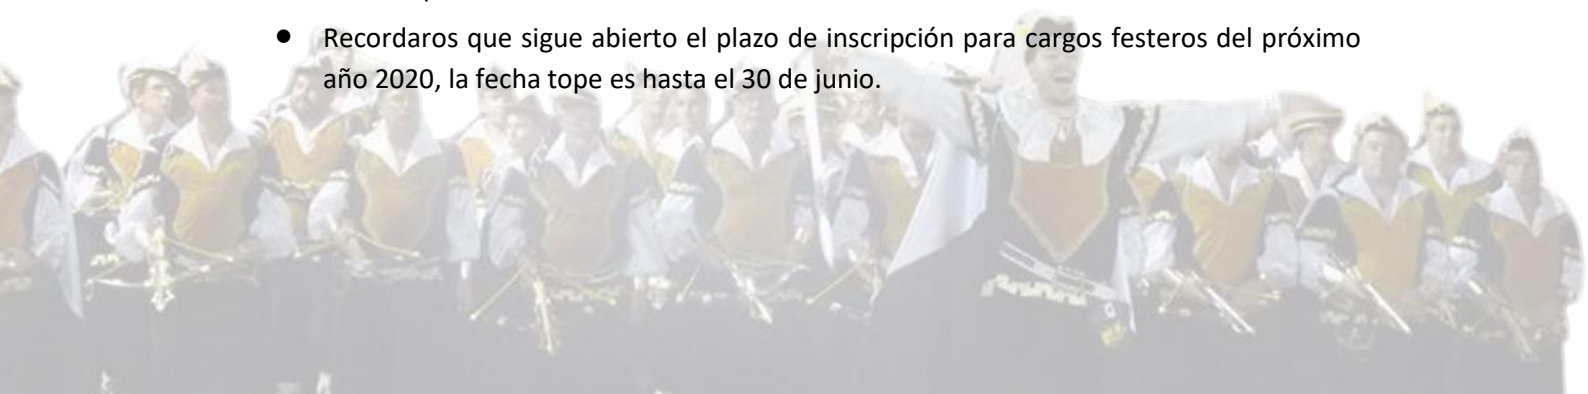 • Recordaros que sigue abierto el plazo de inscripción para cargos festeros del próximo
año 2020, la fecha tope es hasta el 30 de junio.